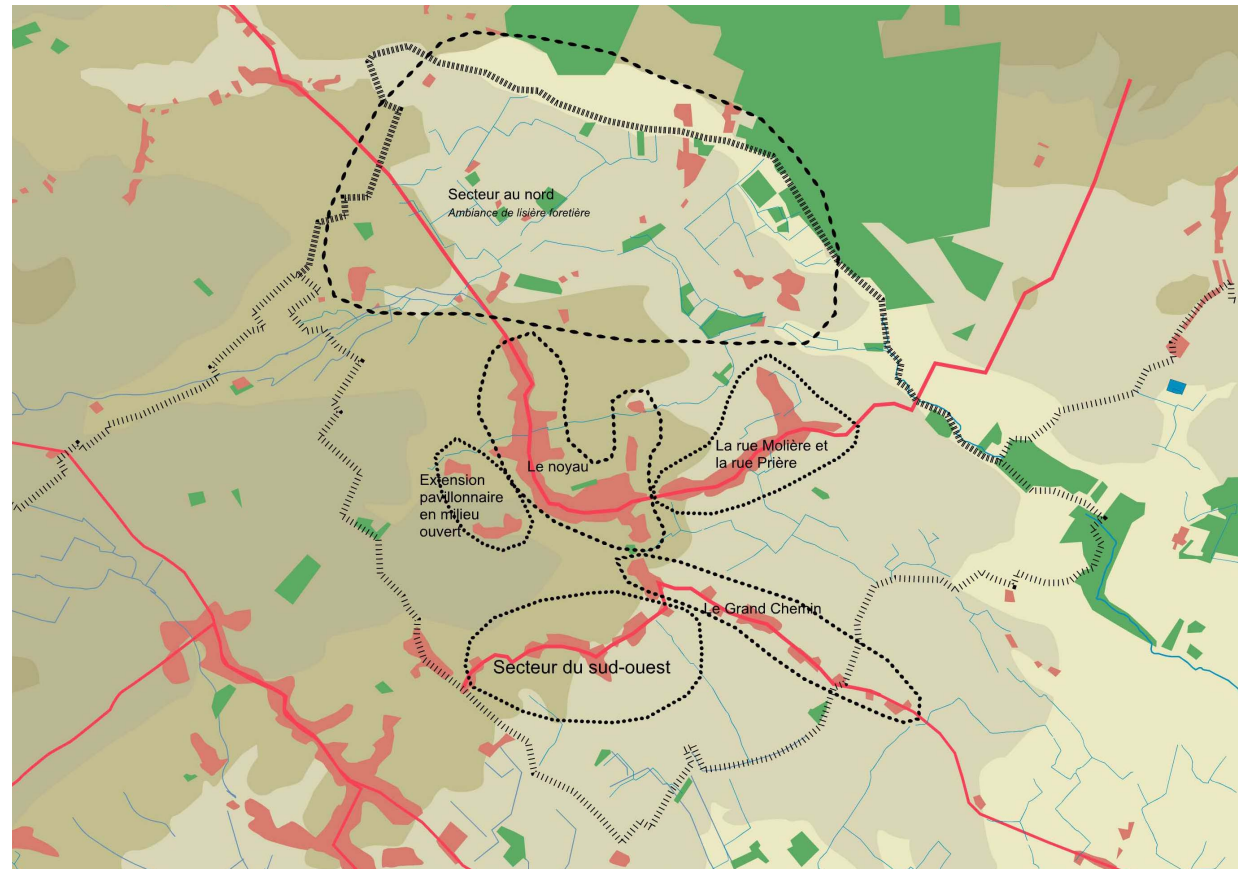 Secteur au nord
Ambiance de lisière foretière
La rue Molière et
la rue Prière
Le noyau
Extension
pavillonnaire
en milieu
ouvert
Le Grand Chemin
Secteur du sud-ouest